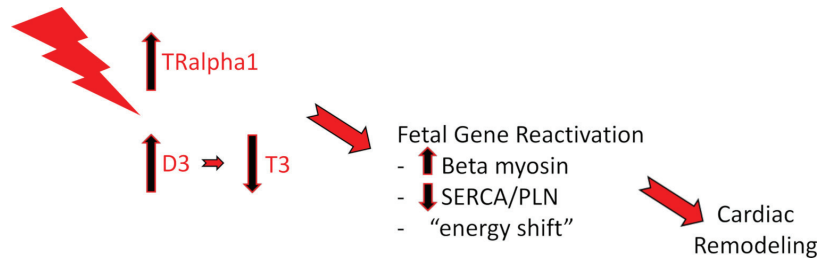 TRalpha1
D3
T3
Fetal Gene Reactivation
- Beta myosin
- SERCA/PLN
- “energy shift”
Cardiac
Remodeling